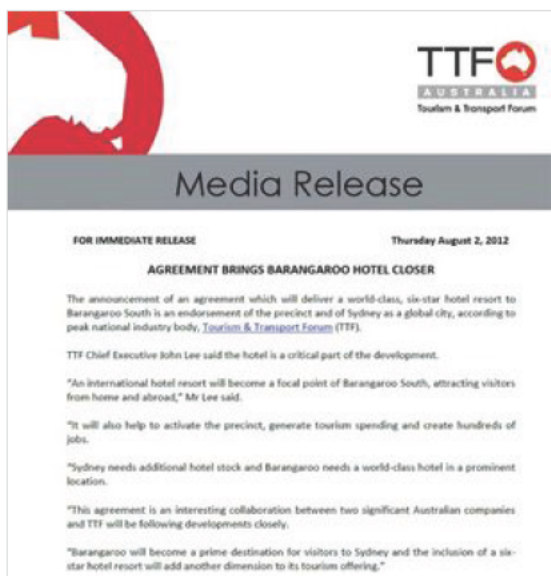 TTF
AUSTRALIA
Tourism & Transport Forum
Media Release
FOR IMMEDIATE RELEASE Thursday August 2, 2012
AGREEMENT BRINGS BARANGAROO HOTEL CLOSER
The announcement of an agreement which will deliver a world-class, six-star hotel resort to
Barangaroo South is an endorsement of the precinct and of Sydney as a global city, according to
peak national industry body, Tourism & Transport Forum (TTF).
TTF Chief Executive John Lee said the hotel is a critical part of the development.
"An international hotel resort will become a focal point of Barangaroo South, attracting visitors
from home and abroad," Mr Lee said.
"It will also help to activate the precinct, generate tourism spending and create hundreds of
jobs.
"Sydney needs additional hotel stock and Barangaroo needs a world-class hotel in a prominent
location.
"This agreement is an interesting collaboration between two significant Australian companies
and TTF will be following developments closely.
"Barangaroo will become a prime destination for visitors to Sydney and the inclusion of a six-
star hotel resort will add another dimension to its tourism offering."